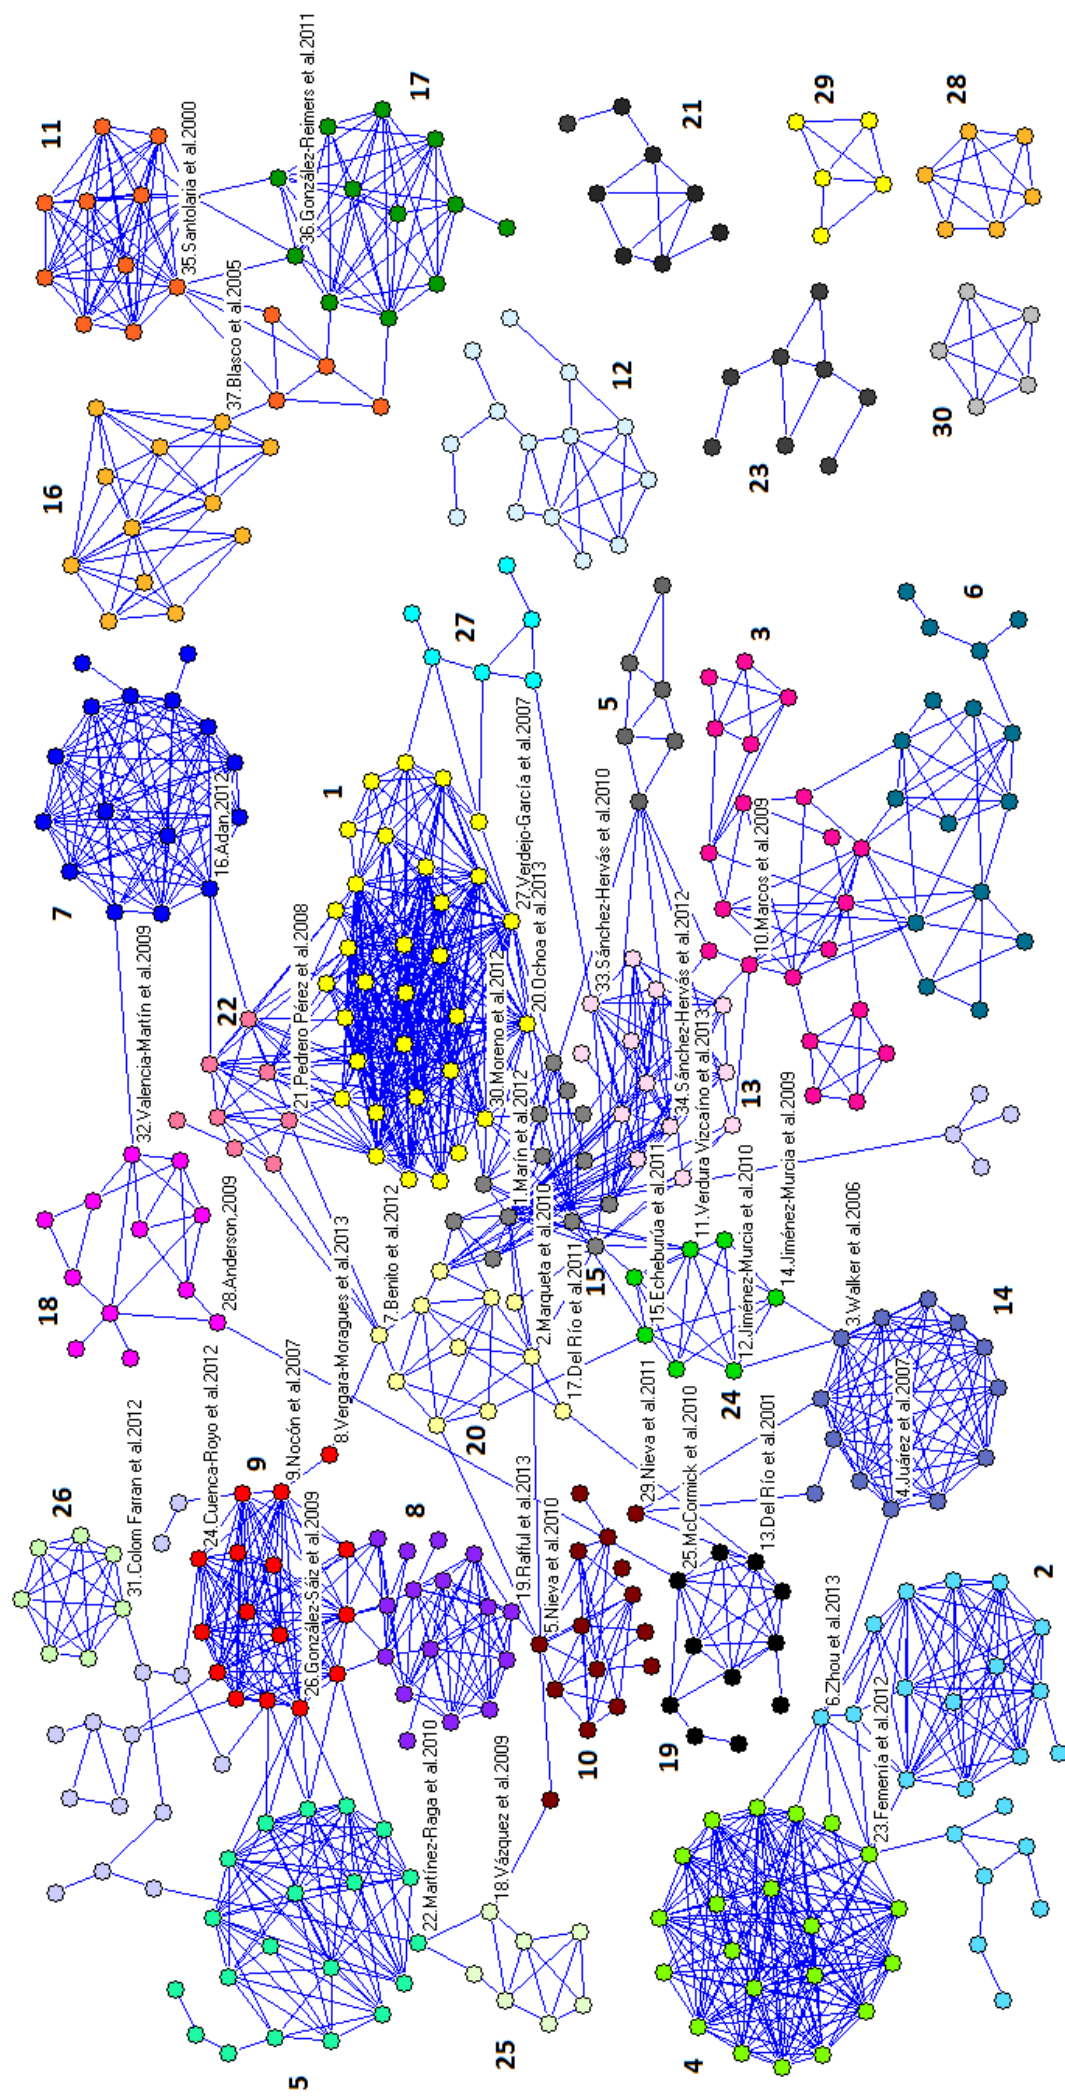 18
11
16
26
7
31.Colom Farran et al.2012
32.Valencia-Martín et al.2009
35.Santolaria et al.2000
24.Cuenca-Royo et al.2012
16.Adan.2012
28.Anderson.2009
22
37.Blasco et al.2005
9
9.Nocón et al.2007
5
21.Pedrero Pérez et al.2008
36.González-Reimers et al.2011
26.González-Sáiz et al.2009
1
8.Vergara-Moragues et al.2013
7.Benito et al.2012
8
17
22.Martínez-Raga et al.2010
27
20
30.Moreno et al.2012
18.Vázquez et al.2009
25
1.Marín et al.2012
27.Verdejo-García et al.2007
19.Rafful et al.2013
20.Ochoa et al.2013
2.Marqueta et al.2010
5.Nieva et al.2010
17.Del Río et al.2011
10
15
33.Sánchez-Hervás et al.2010
5
12
29.Nieva et al.2011
15.Echeburúa et al.2011
19
34.Sánchez-Hervás et al.2012
25.McCormick et al.2010
21
4
11.Verdura Vizcaíno et al.2013
24
12.Jiménez-Murcia et al.2010
13
23
10.Marcos et al.2009
3
13.Del Río et al.2001
14.Jiménez-Murcia et al.2009
29
6.Zhou et al.2013
3.Walker et al.2006
23.Femenía et al.2012
4.Juárez et al.2007
30
28
6
14
2